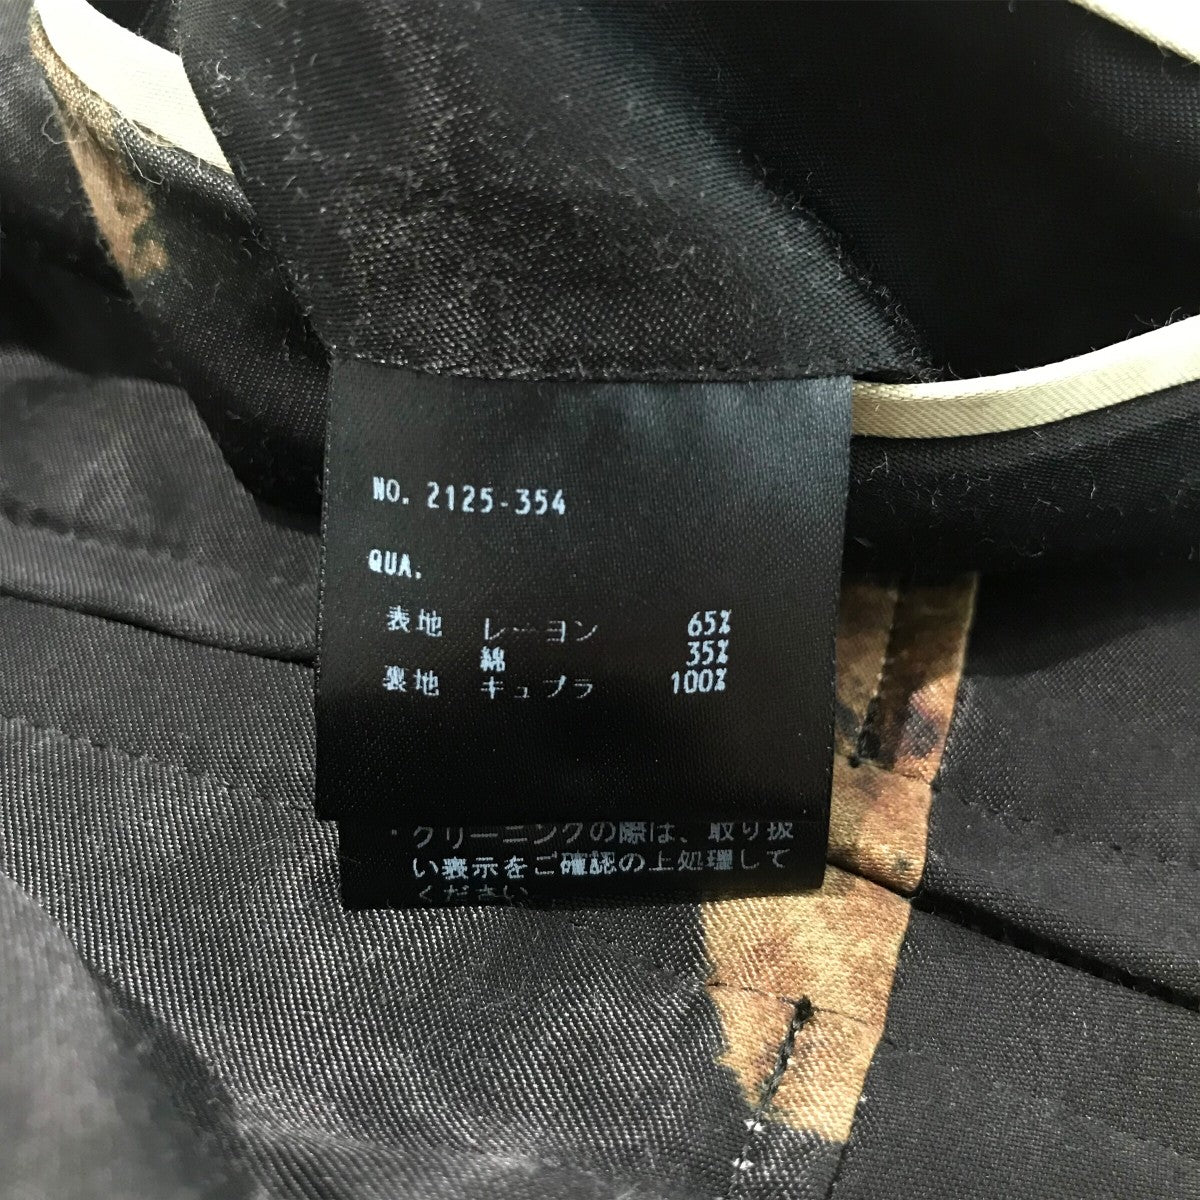 NO. 2125-354
QUA.
表地 レーヨン 65%
綿 35%
裏地 キュプラ 100%
・クリーニングの際は、取り扱
い表示をご確認の上処理して
ください